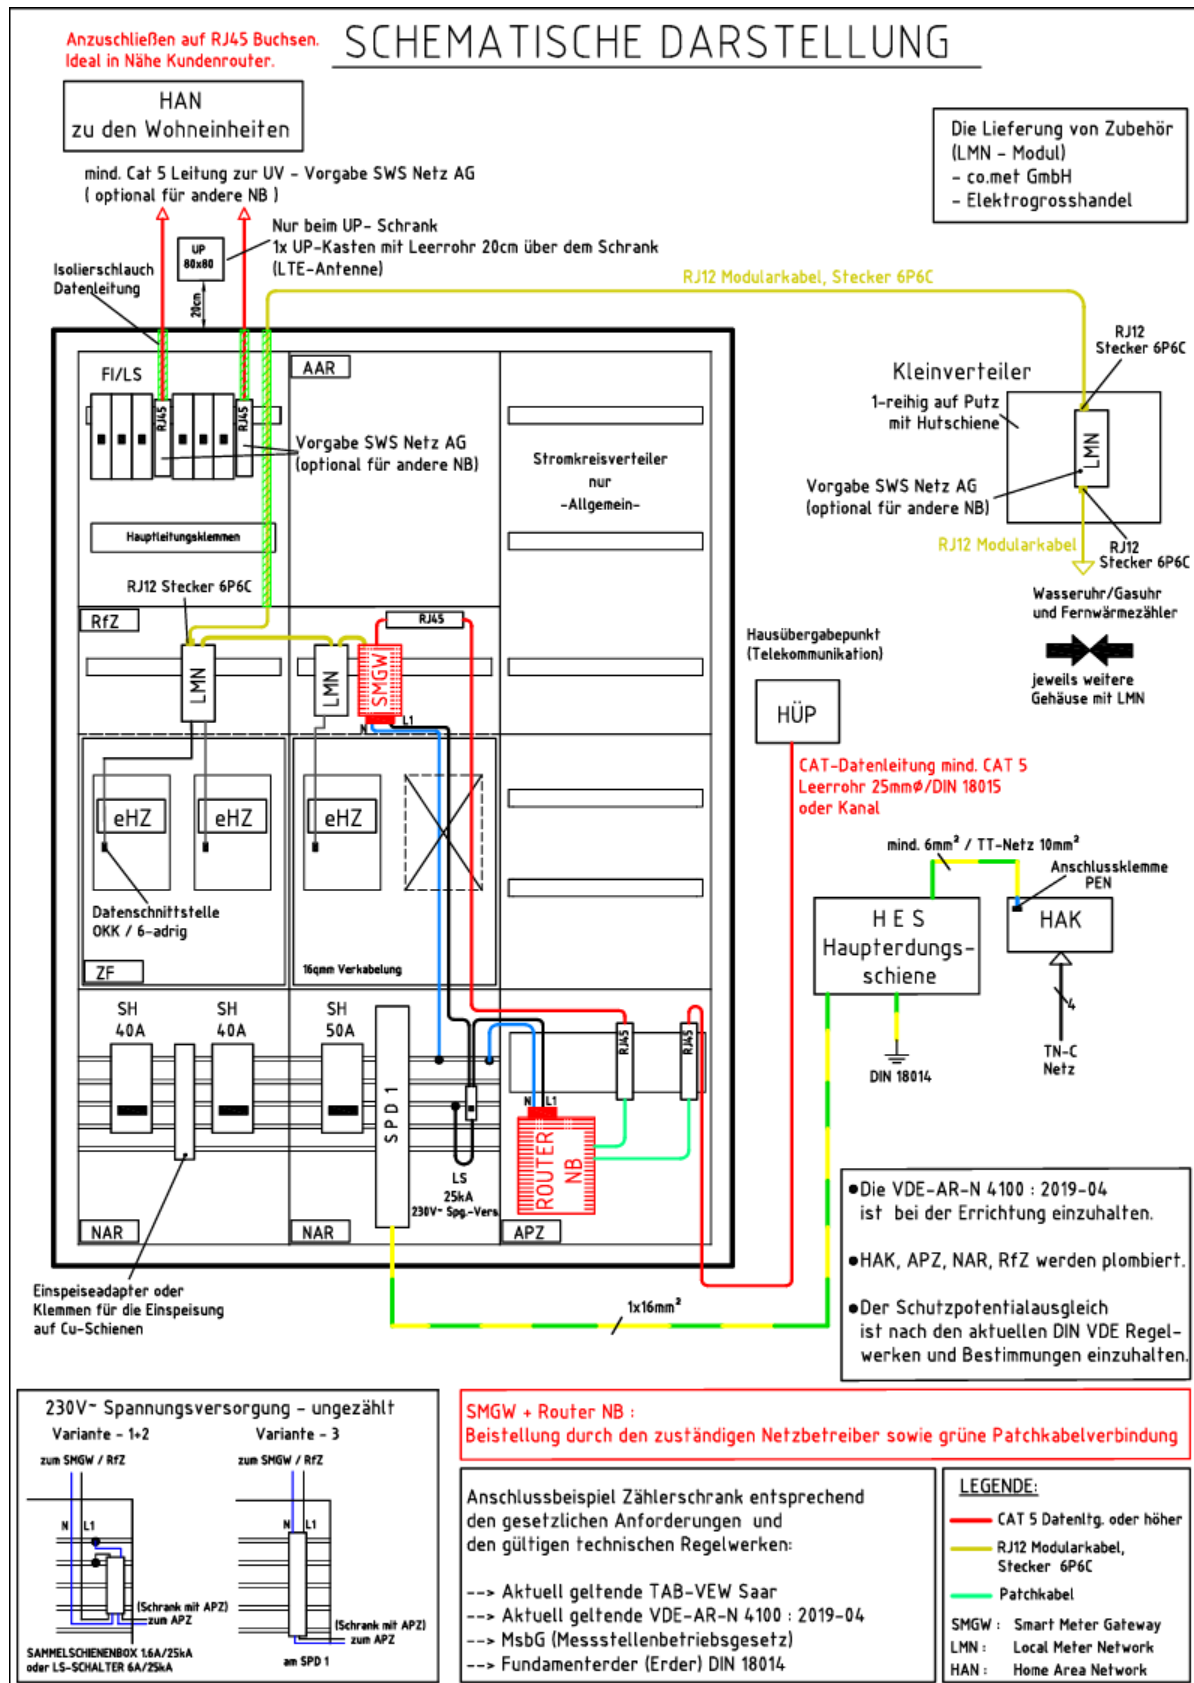 Anzuschließen auf RJ45 Buchsen.
Ideal in Nähe Kundenrouter.
SCHEMATISCHE DARSTELLUNG
HAN
zu den Wohneinheiten
mind. Cat 5 Leitung zur UV - Vorgabe SWS Netz AG
( optional für andere NB )
Die Lieferung von Zubehör
(LMN - Modul)
- co.met GmbH
- Elektrogrosshandel
UP
80x80
Nur beim UP- Schrank
1x UP-Kasten mit Leerrohr 20cm über dem Schrank
(LTE-Antenne)
Isolierschlauch
Datenleitung
20cm
RJ12 Modularkabel, Stecker 6P6C
RJ12
Stecker 6P6C
Kleinverteiler
1-reihig auf Putz
mit Hutschiene
LMN
Vorgabe SWS Netz AG
(optional für andere NB)
RJ12 Modularkabel
RJ12
Stecker 6P6C
Wasseruhr/Gasuhr
und Fernwärmezähler
jeweils weitere
Gehäuse mit LMN
FI/LS
AAR
RJ45
RJ45
Vorgabe SWS Netz AG
(optional für andere NB)
Stromkreisverteiler
nur
-Allgemein-
Hauptleitungsklemmen
RJ12 Stecker 6P6C
RfZ
RJ45
LMN
LMN
SMGW
N
L1
Hausübergabepunkt
(Telekommunikation)
HÜP
CAT-Datenleitung mind. CAT 5
Leerrohr 25mmø/DIN 18015
oder Kanal
eHZ
eHZ
eHZ
Datenschnittstelle
OKK / 6-adrig
ZF
16qmm Verkabelung
mind. 6mm² / TT-Netz 10mm²
Anschlussklemme
PEN
HES
Haupterdungs-
schiene
HAK
4
TN-C
Netz
DIN 18014
SH
40A
SH
40A
SH
50A
SPD 1
LS
25kA
230V~ Spg.-Vers.
RJ45
RJ45
N
L1
ROUTER
NB
NAR
NAR
APZ
Einspeiseadapter oder
Klemmen für die Einspeisung
auf Cu-Schienen
1x16mm²
●Die VDE-AR-N 4100 : 2019-04
ist bei der Errichtung einzuhalten.
●HAK, APZ, NAR, RfZ werden plombiert.
●Der Schutzpotentialausgleich
ist nach den aktuellen DIN VDE Regel-
werken und Bestimmungen einzuhalten.
230V~ Spannungsversorgung - ungezählt
Variante - 1+2
Variante - 3
zum SMGW / RfZ
zum SMGW / RfZ
N
L1
N
L1
(Schrank mit APZ)
zum APZ
(Schrank mit APZ)
zum APZ
SAMMELSCHIENENBOX 1.6A/25kA
oder LS-SCHALTER 6A/25kA
am SPD 1
SMGW + Router NB :
Beistellung durch den zuständigen Netzbetreiber sowie grüne Patchkabelverbindung
Anschlussbeispiel Zählerschrank entsprechend
den gesetzlichen Anforderungen und
den gültigen technischen Regelwerken:
--> Aktuell geltende TAB-VEW Saar
--> Aktuell geltende VDE-AR-N 4100 : 2019-04
--> MsbG (Messstellenbetriebsgesetz)
--> Fundamenterder (Erder) DIN 18014
LEGENDE:
CAT 5 Datenltg. oder höher
RJ12 Modularkabel,
Stecker 6P6C
Patchkabel
SMGW : Smart Meter Gateway
LMN : Local Meter Network
HAN : Home Area Network